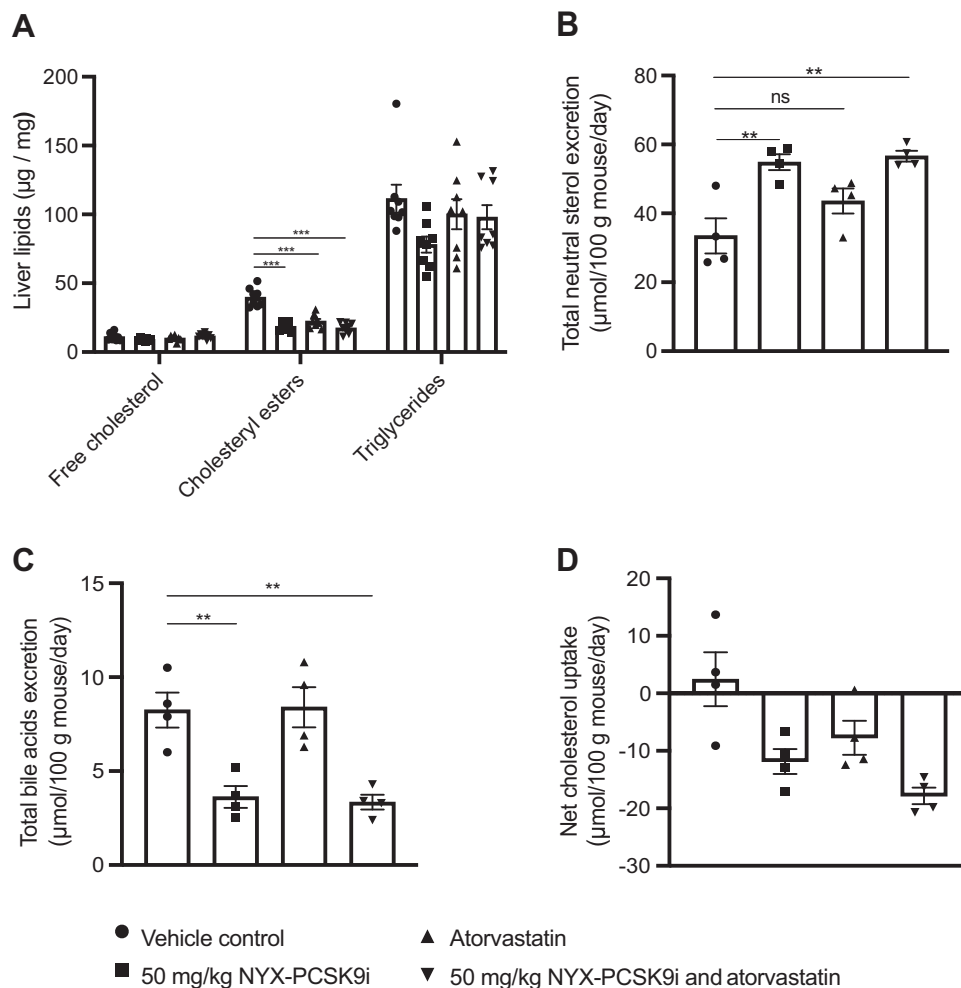 A
Liver lipids (µg / mg)
200
150
100
50
0
***
***
***
Free cholesterol
Cholesteryl esters
Triglycerides
B
Total neutral sterol excretion
(µmol/100 g mouse/day)
80
60
40
20
0
**
ns
**
C
Total bile acids excretion
(µmol/100 g mouse/day)
15
10
5
0
**
**
D
Net cholesterol uptake
(µmol/100 g mouse/day)
20
10
0
-10
-20
-30
Vehicle control
50 mg/kg NYX-PCSK9i
Atorvastatin
50 mg/kg NYX-PCSK9i and atorvastatin